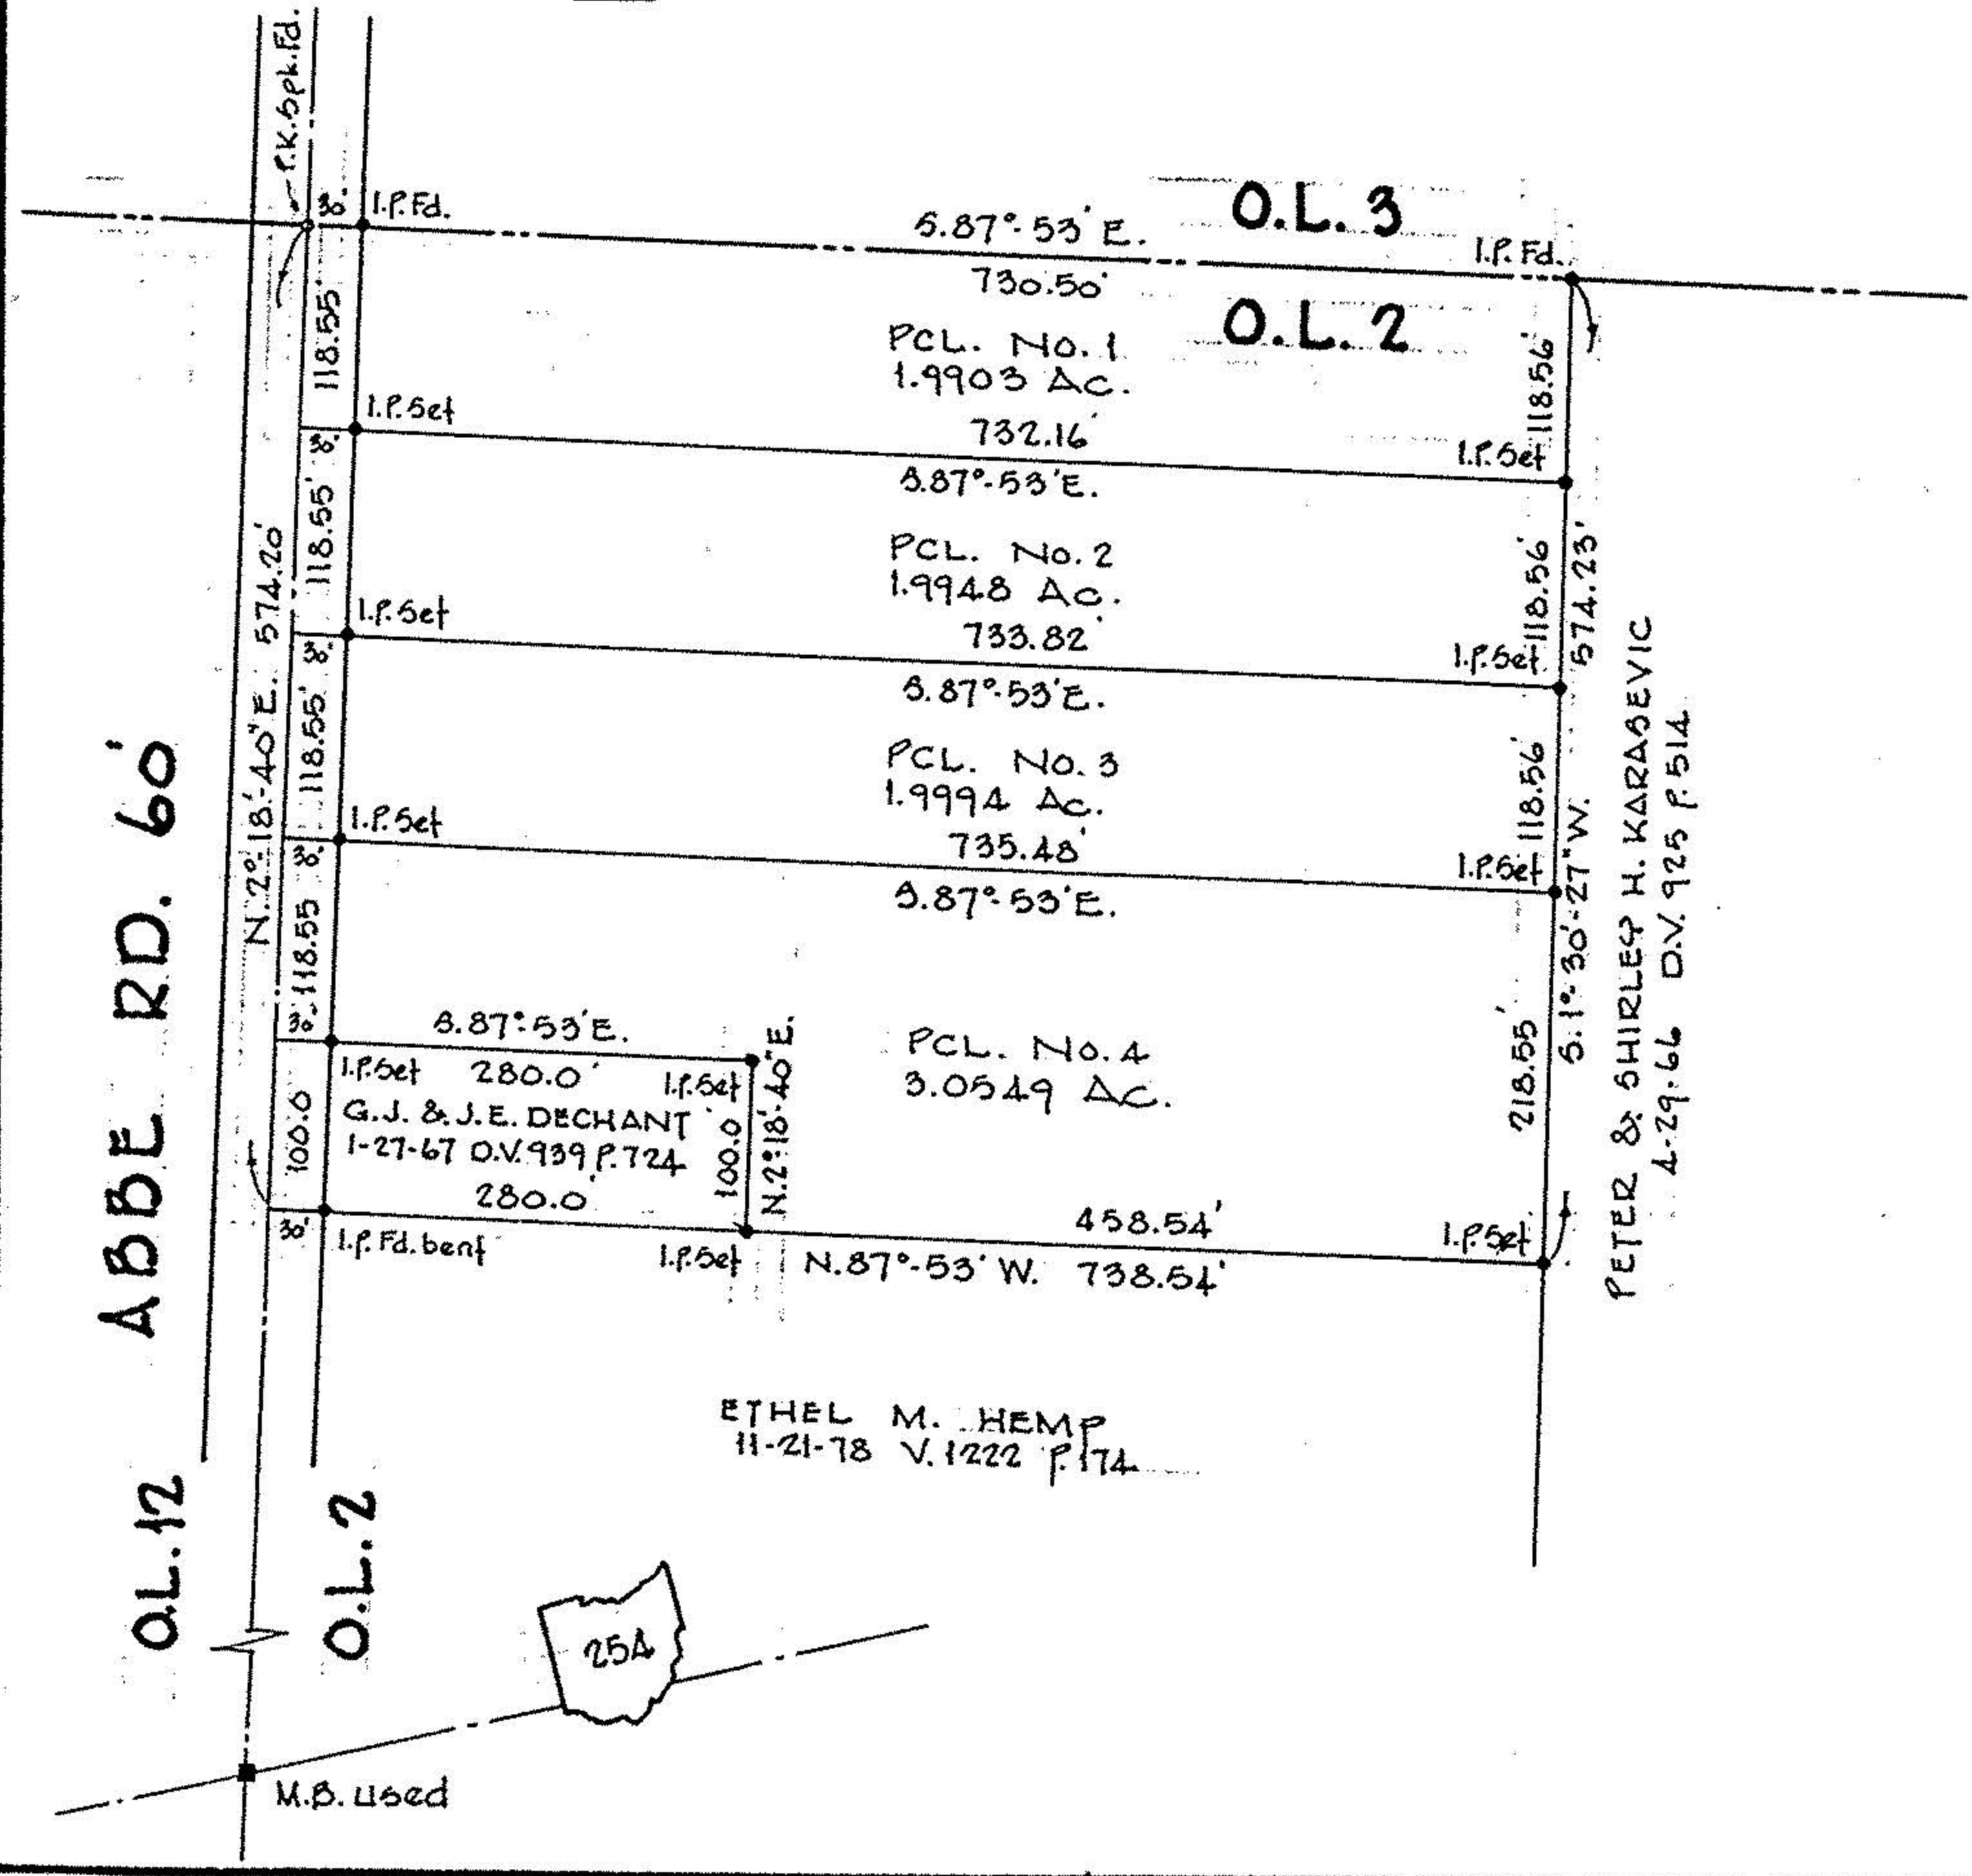 P.K. Spk. Fd.
30'
I.P. Fd.
S. 87°-53' E.
O.L. 3
I.P. Fd.
730.50'
O.L. 2
118.55'
PCL. No. 1
1.9903 Ac.
118.56'
I.P. Set
732.16'
I.P. Set
30'
S. 87°-53' E.
118.55'
PCL. No. 2
1.9948 Ac.
118.56'
574.23'
I.P. Set
733.82'
I.P. Set
30'
S. 87°-53' E.
N. 2°-18'-40" E. 574.20'
118.55'
PCL. No. 3
1.9994 Ac.
118.56'
I.P. Set
735.48'
I.P. Set
30'
S. 87°-53' E.
ABBE RD. 60'
118.55
S. 1°-30'-27" W.
PETER & SHIRLEY H. KARASEVIC
4-29-66 D.V. 925 P. 514
30'
S. 87°-53' E.
I.P. Set 280.0' I.P. Set
N. 2°-18'-40" E.
PCL. No. 4
3.0549 AC.
218.55'
100.0
G.J. & J.E. DECHANT
1-27-67 D.V. 939 P. 724
100.0
280.0'
458.54'
I.P. Set
30'
I.P. Fd. bent
I.P. Set
N. 87°-53' W. 738.54'
ETHEL M. HEMP
11-21-78 V. 1222 P. 174
O.L. 12
O.L. 2
254
M.B. used